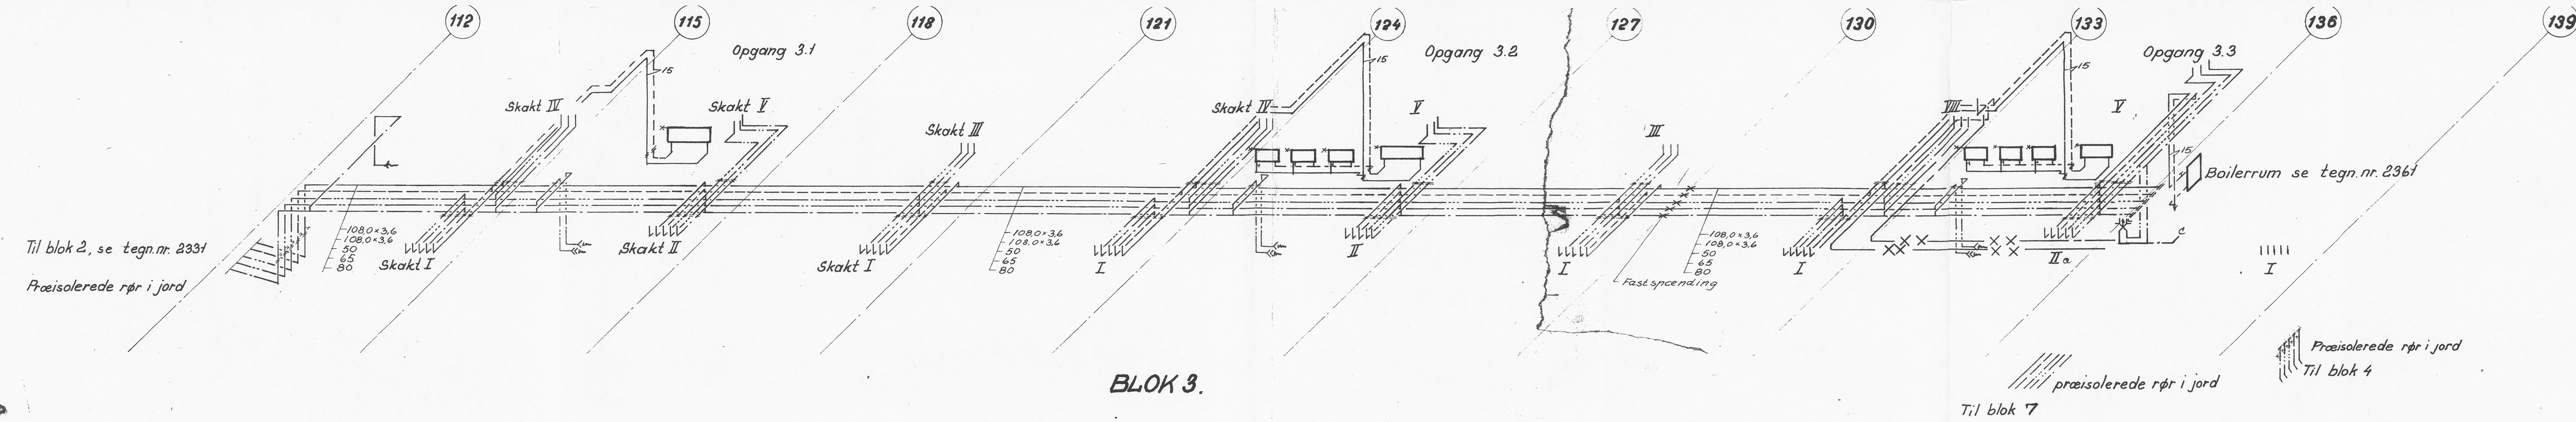 112 115 118 121 124 127 130 133 136 139
Opgang 3.1 Opgang 3.2 Opgang 3.3
15 15 15
Skakt IV Skakt V Skakt IV V VIII V
Skakt III III
15
Boilerrum se tegn.nr. 2361
108,0×3,6 108,0×3,6 108,0×3,6
108,0×3,6 108,0×3,6 108,0×3,6
50 50 50
65 65 65
80 80 80
Til blok 2, se tegn.nr. 2331
Skakt I Skakt II Skakt I I II I I IIa I
Præisolerede rør i jord
Fastspænding
Præisolerede rør i jord
Til blok 4
BLOK 3.
præisolerede rør i jord
Til blok 7